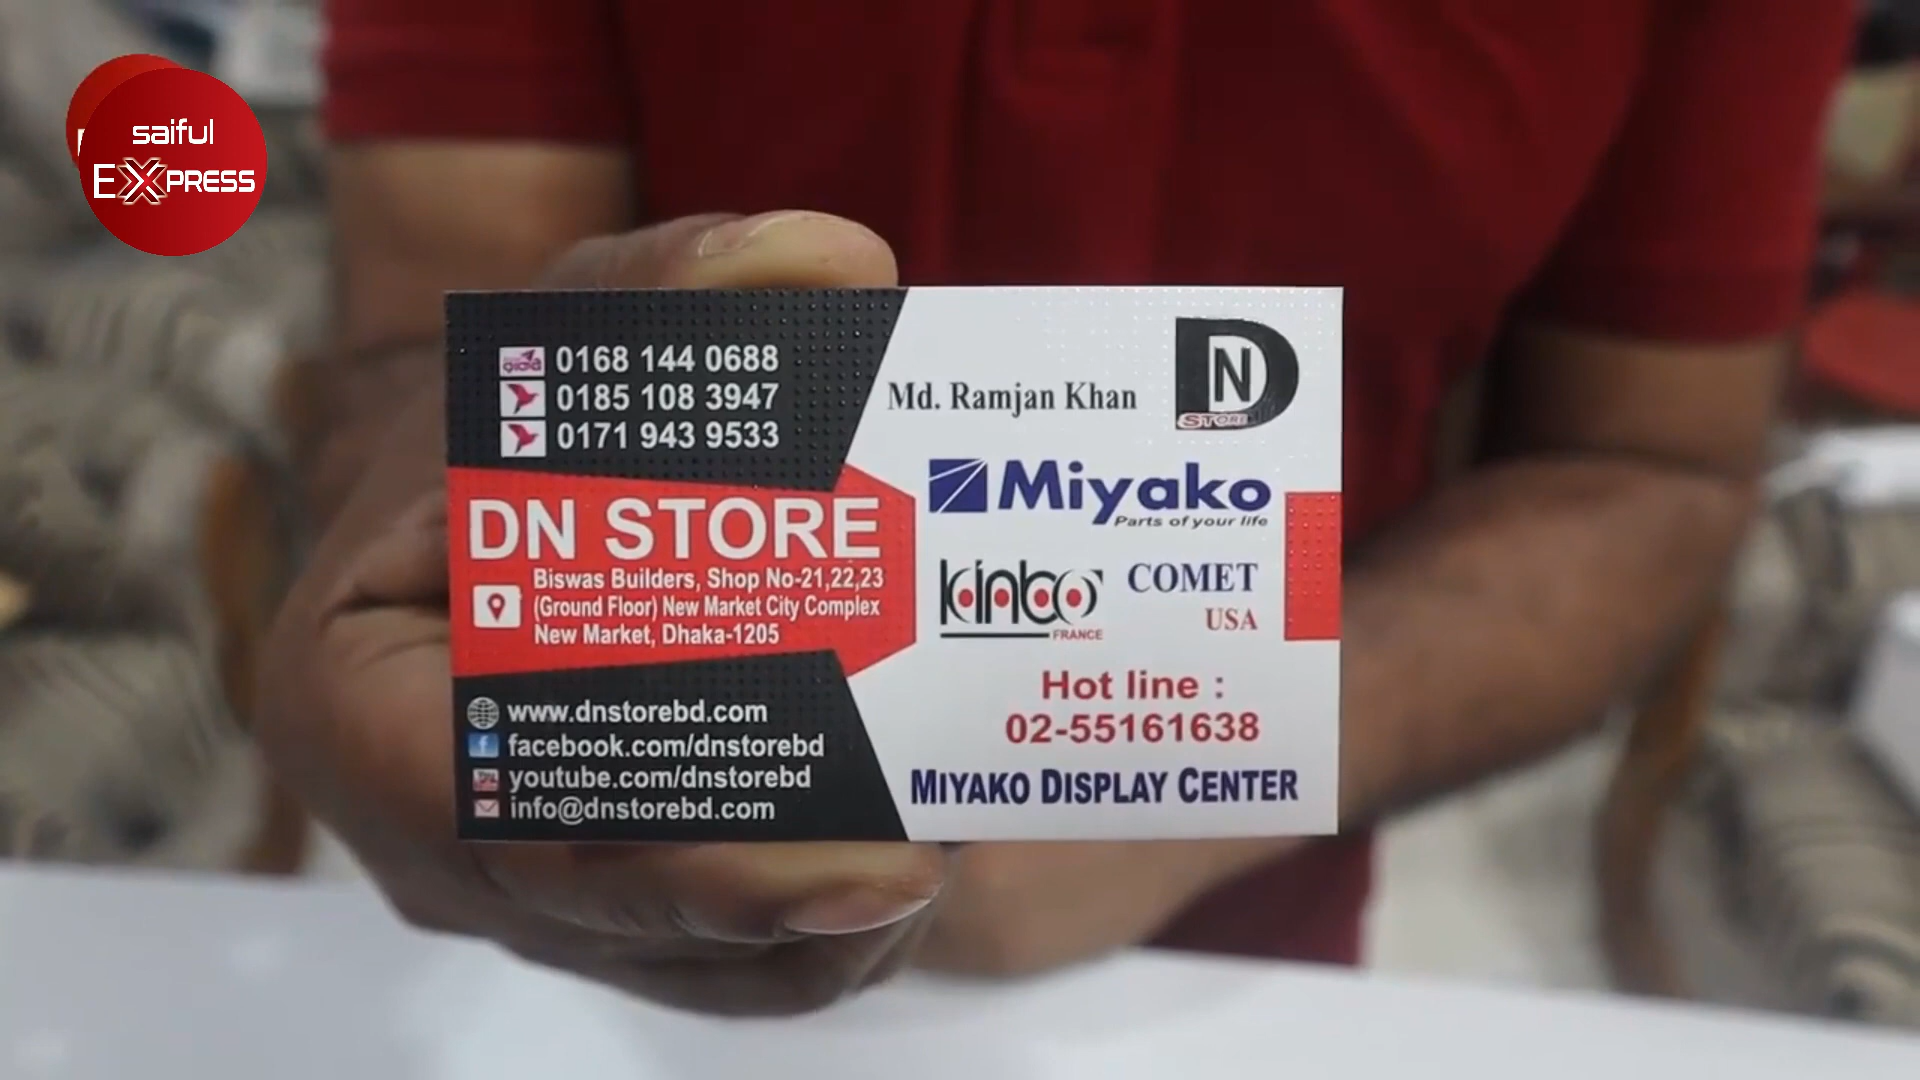 saiful
EXPRESS
0168 144 0688
0185 108 3947
0171 943 9533
DN STORE
Biswas Builders, Shop No-21,22,23
(Ground Floor) New Market City Complex
New Market, Dhaka-1205
www.dnstorebd.com
facebook.com/dnstorebd
youtube.com/dnstorebd
info@dnstorebd.com
Md. Ramjan Khan
DN
STORE
Miyako
Parts of your life
kinbo
FRANCE
COMET
USA
Hot line :
02-55161638
MIYAKO DISPLAY CENTER